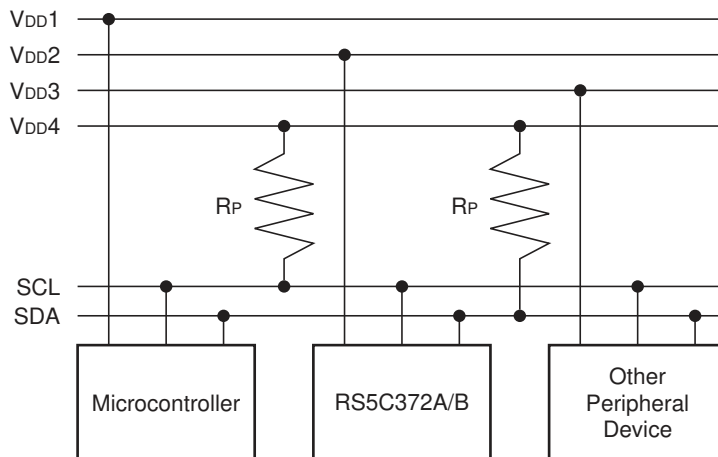 VDD1
VDD2
VDD3
VDD4
RP
RP
SCL
SDA
Microcontroller
RS5C372A/B
Other
Peripheral
Device